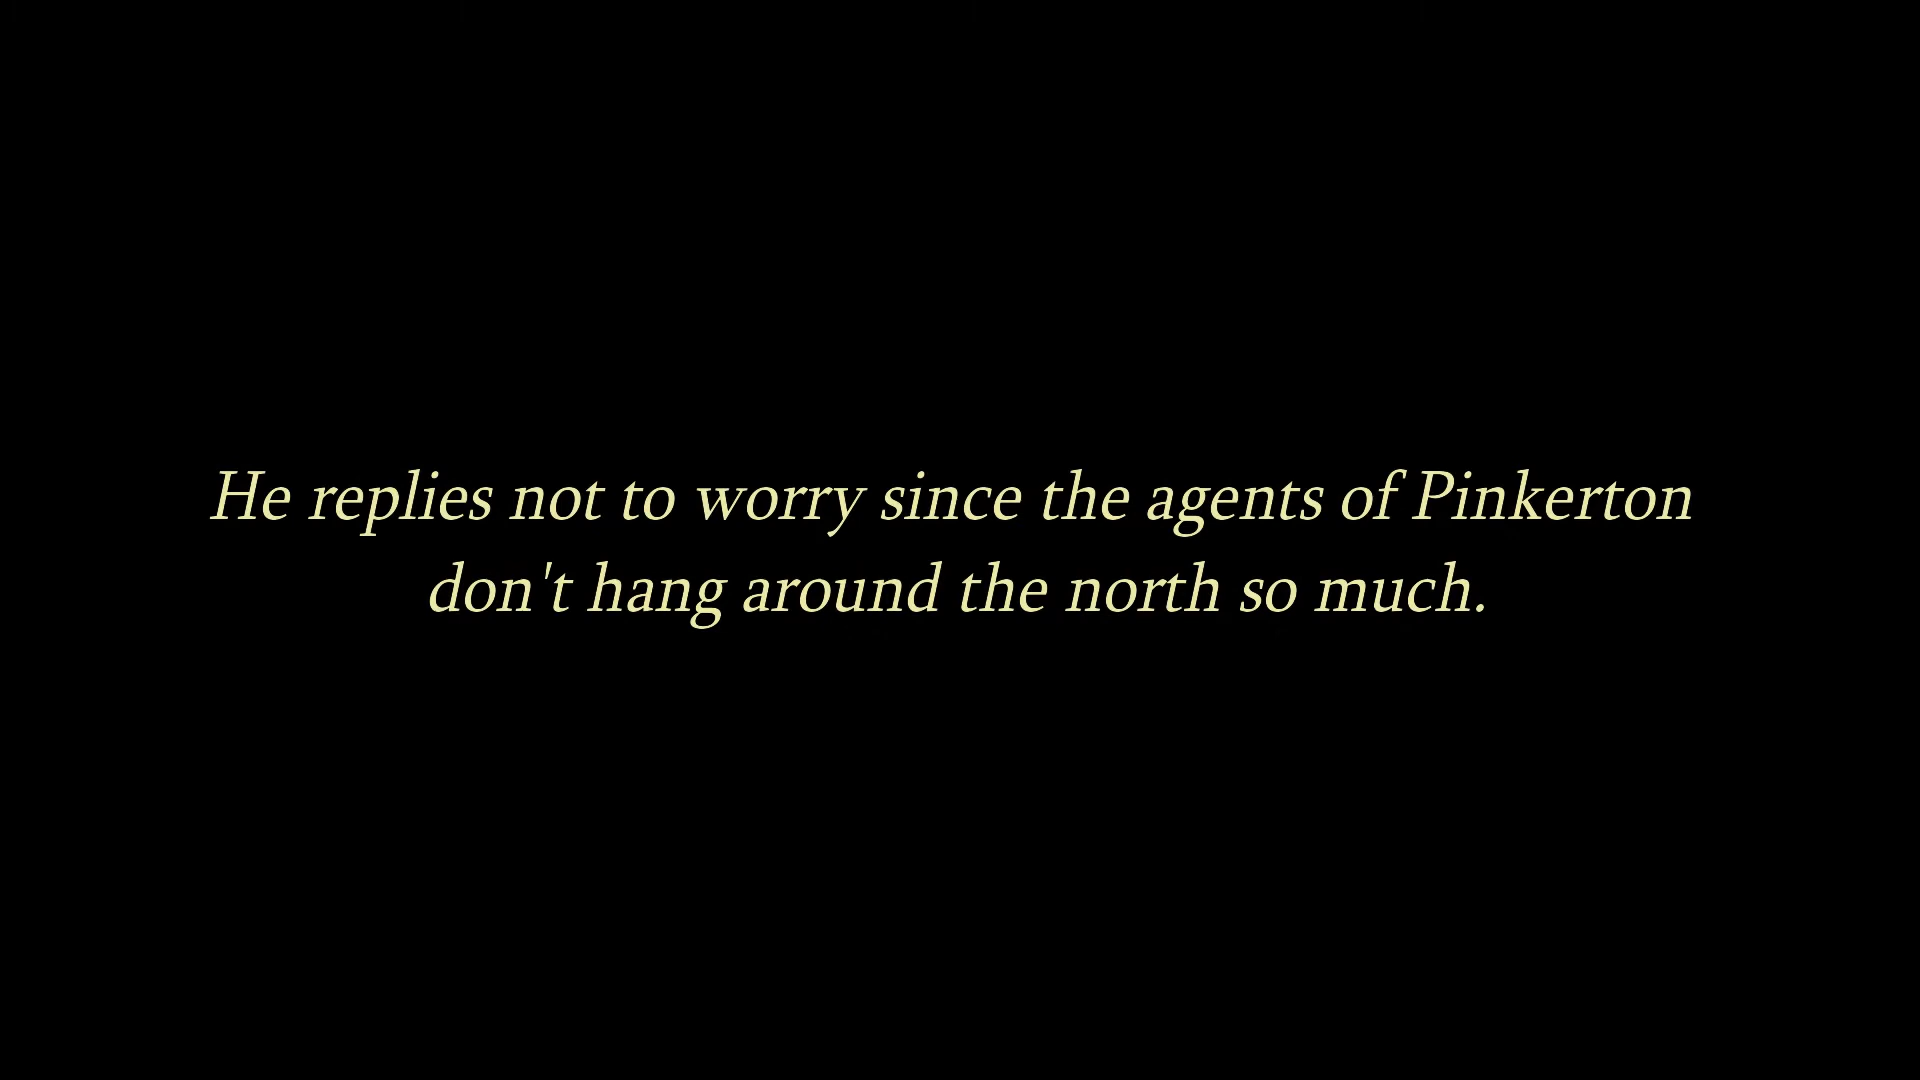 He replies not to worry since the agents of Pinkerton
don't hang around the north so much.